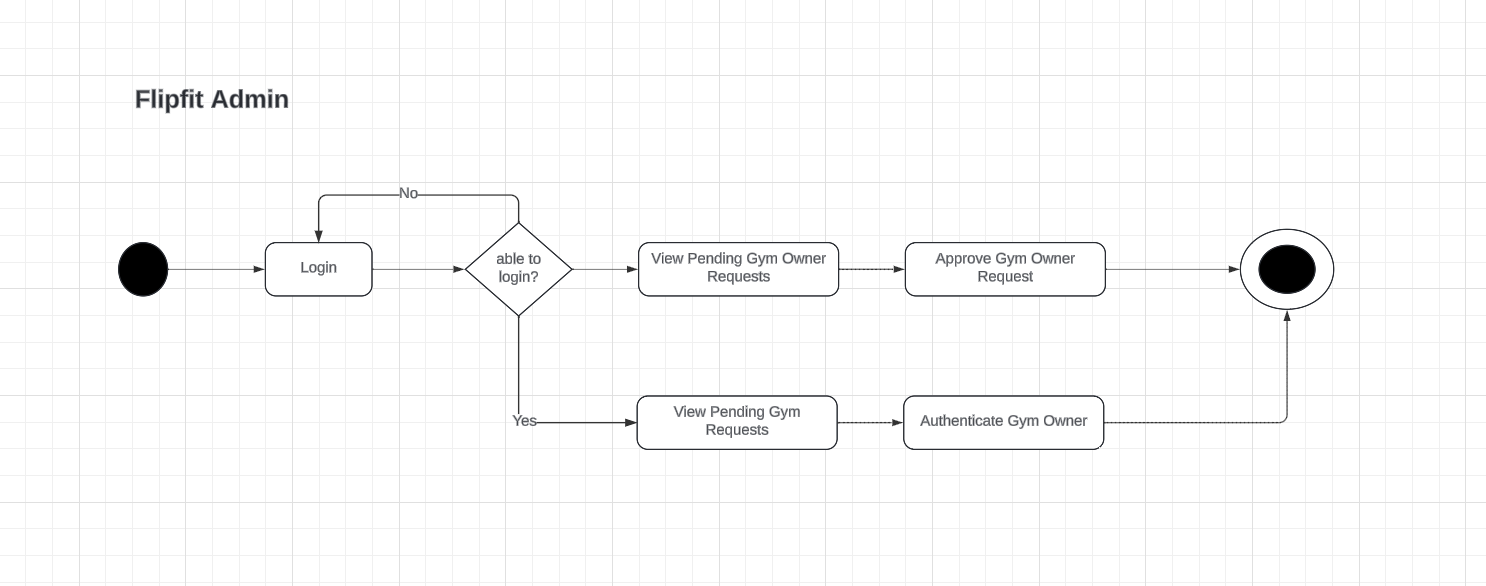 Flipfit Admin
No
Login
able to
login?
View Pending Gym Owner
Requests
Approve Gym Owner
Request
Yes
View Pending Gym
Requests
Authenticate Gym Owner